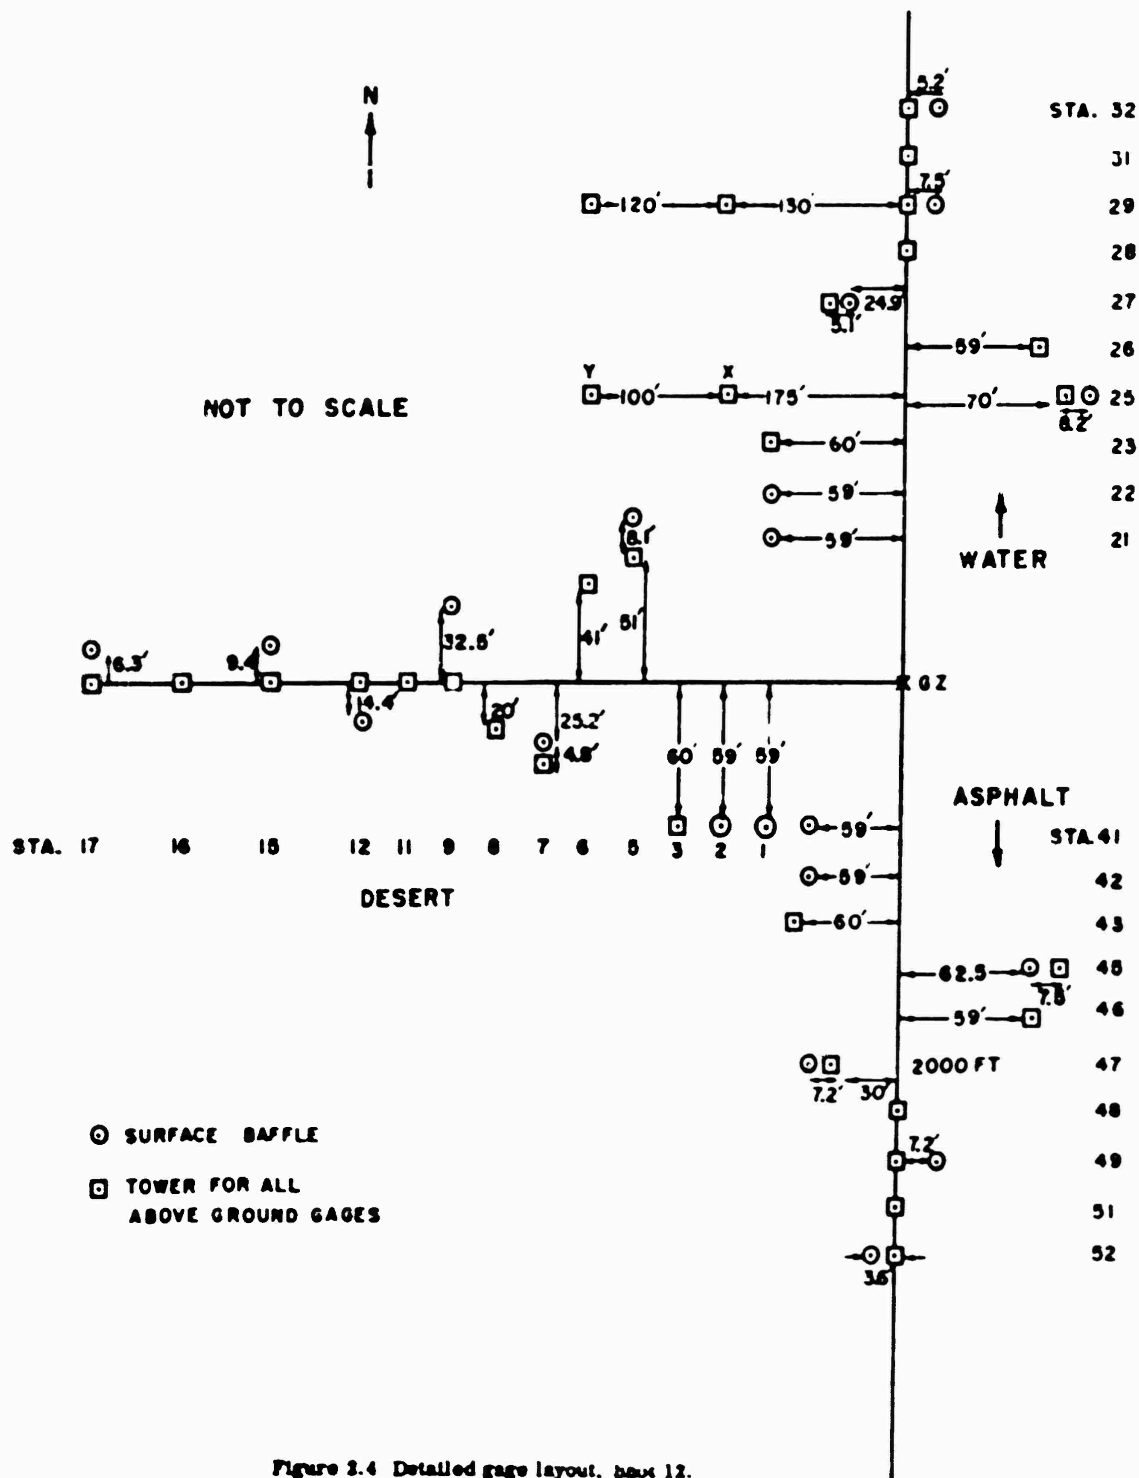 5.2'
N
STA. 32
31
7.5'
120' 130' 29
28
24.9' 27
5.1'
59' 26
Y X
100' 175' 25
NOT TO SCALE
70'
8.2'
60' 23
59' 22
8.1' 59' 21
WATER
51'
41'
32.5'
6.3' 9.4'
GZ
14.4' 20' 25.2'
4.8' 60' 59' 59'
ASPHALT
59' STA. 41
STA. 17 16 15 12 11 9 8 7 6 5 3 2 1
59' 42
DESERT
60' 43
62.5 45
7.5'
59' 46
2000 FT 47
7.2' 30'
48
SURFACE BAFFLE
7.2' 49
TOWER FOR ALL
ABOVE GROUND GAGES
51
52
3.6'
Figure 2.4 Detailed gage layout, 12.